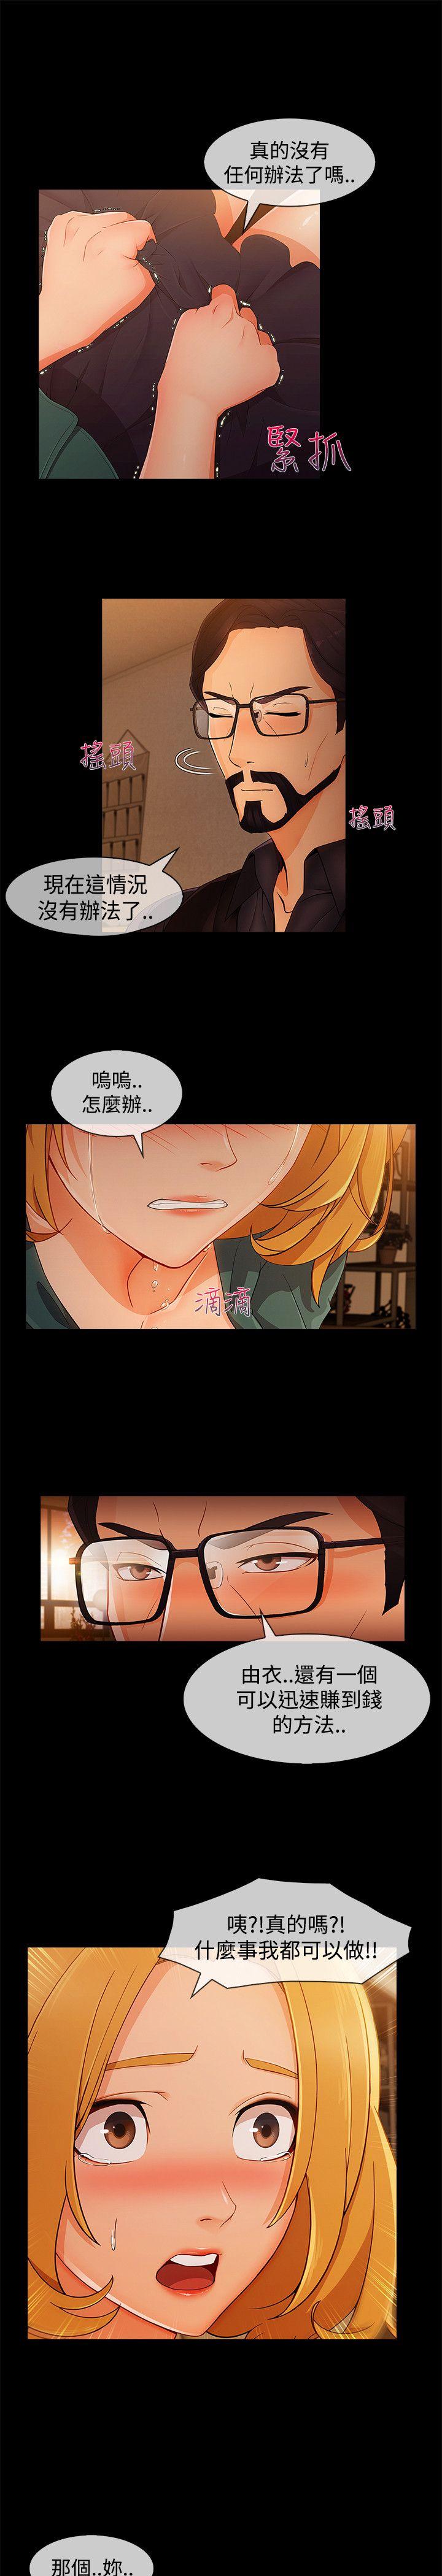 真的沒有
任何辦法了嗎..
緊抓
搖頭
搖頭
現在這情況
沒有辦法了..
嗚嗚..
怎麼辦..
滴滴
由衣..還有一個
可以迅速賺到錢
的方法..
咦?!真的嗎?!
什麼事我都可以做!!
那個..妳..